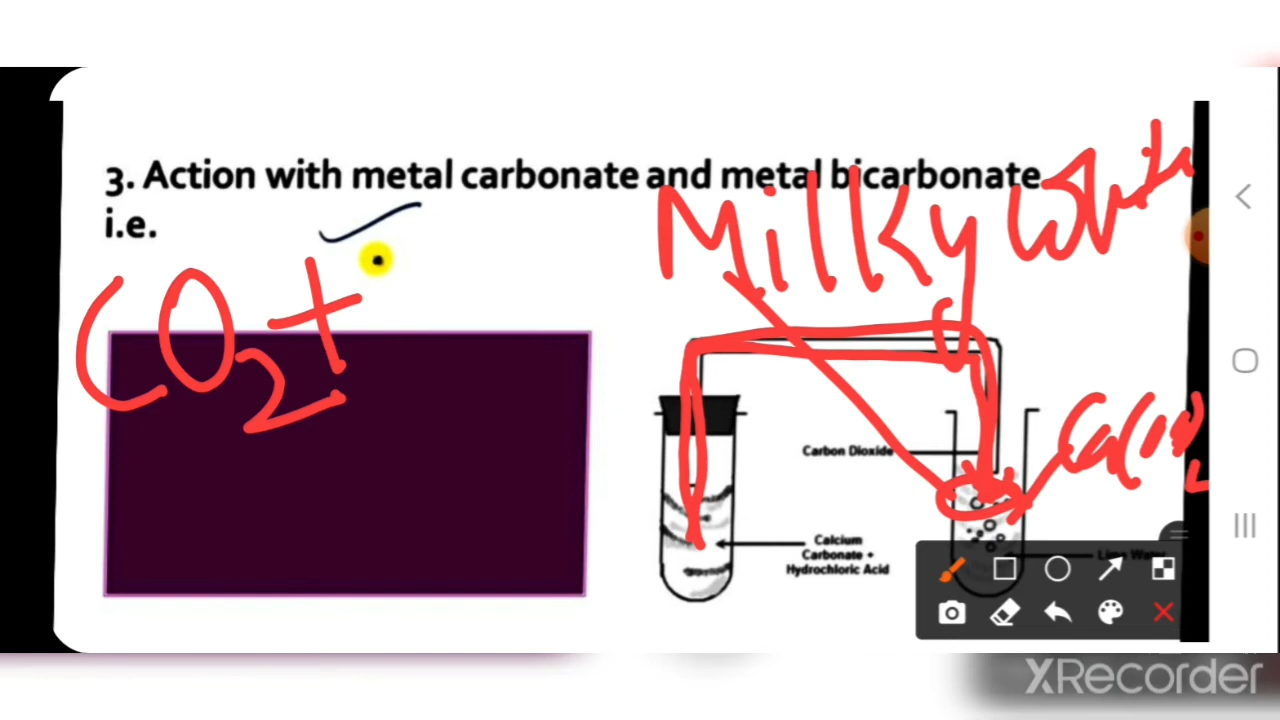 3. Action with metal carbonate and metal bicarbonate
i.e.
Milky White
CO2+
Carbon Dioxide
Calcium
Carbonate +
Hydrochloric Acid
XRecorder